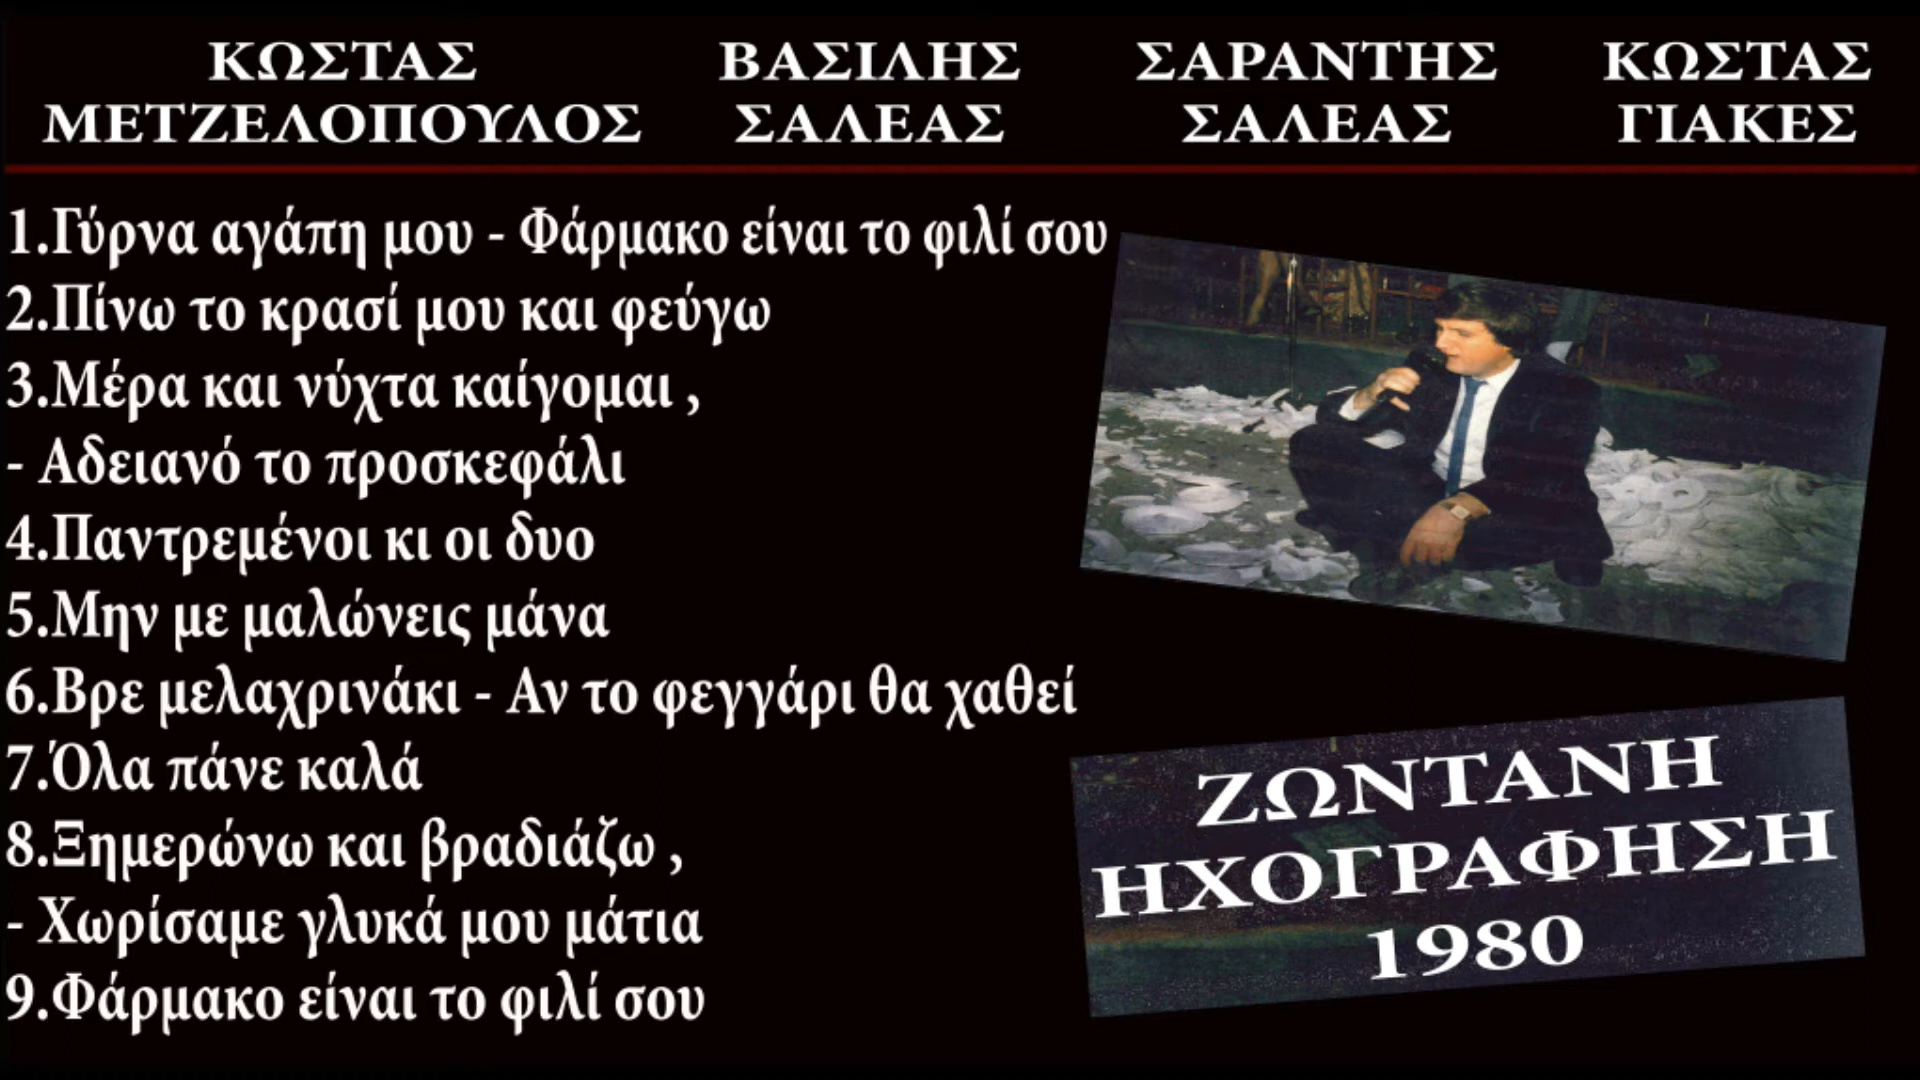 ΚΩΣΤΑΣ ΜΕΤΖΕΛΟΠΟΥΛΟΣ
ΒΑΣΙΛΗΣ ΣΑΛΕΑΣ
ΣΑΡΑΝΤΗΣ ΣΑΛΕΑΣ
ΚΩΣΤΑΣ ΓΙΑΚΕΣ
1.Γύρνα αγάπη μου - Φάρμακο είναι το φιλί σου
2.Πίνω το κρασί μου και φεύγω
3.Μέρα και νύχτα καίγομαι ,
- Αδειανό το προσκεφάλι
4.Παντρεμένοι κι οι δυο
5.Μην με μαλώνεις μάνα
6.Βρε μελαχρινάκι - Αν το φεγγάρι θα χαθεί
7.Όλα πάνε καλά
8.Ξημερώνω και βραδιάζω ,
- Χωρίσαμε γλυκά μου μάτια
9.Φάρμακο είναι το φιλί σου
ΖΩΝΤΑΝΗ
ΗΧΟΓΡΑΦΗΣΗ
1980